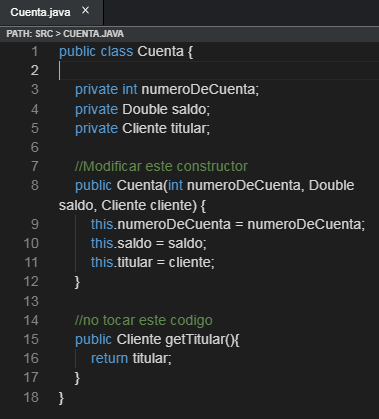 Cuenta.java ×
PATH: SRC > CUENTA.JAVA
1 public class Cuenta {
2
3 private int numeroDeCuenta;
4 private Double saldo;
5 private Cliente titular;
6
7 //Modificar este constructor
8 public Cuenta(int numeroDeCuenta, Double
saldo, Cliente cliente) {
9 this.numeroDeCuenta = numeroDeCuenta;
10 this.saldo = saldo;
11 this.titular = cliente;
12 }
13
14 //no tocar este codigo
15 public Cliente getTitular(){
16 return titular;
17 }
18 }